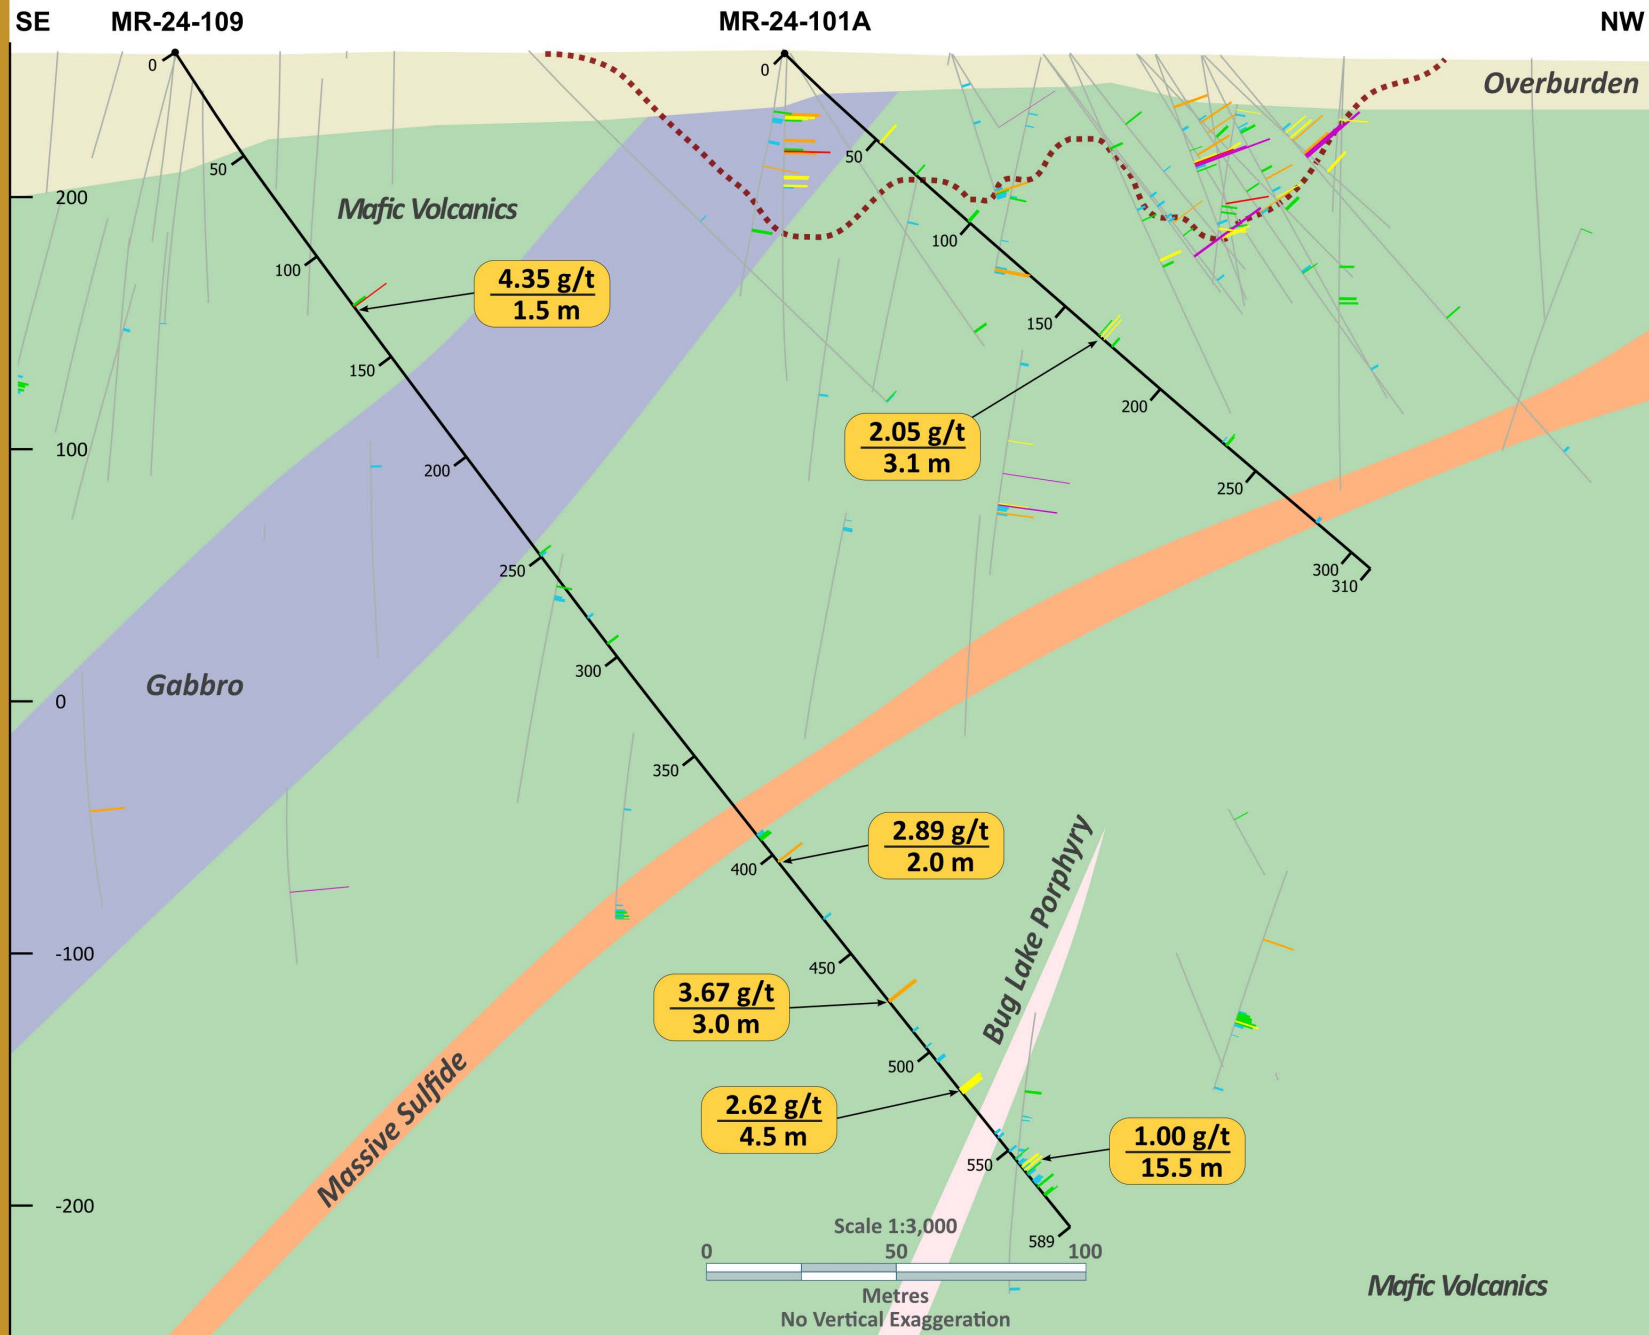 SE
MR-24-109
MR-24-101A
NW
Overburden
0
0
50
50
200
Mafic Volcanics
100
100
4.35 g/t
1.5 m
150
150
200
2.05 g/t
3.1 m
100
200
250
250
300
310
300
Gabbro
0
350
2.89 g/t
2.0 m
400
Bug Lake Porphyry
-100
450
3.67 g/t
3.0 m
500
2.62 g/t
4.5 m
Massive Sulfide
1.00 g/t
15.5 m
550
-200
589
Scale 1:3,000
0 50 100
Metres
No Vertical Exaggeration
Mafic Volcanics